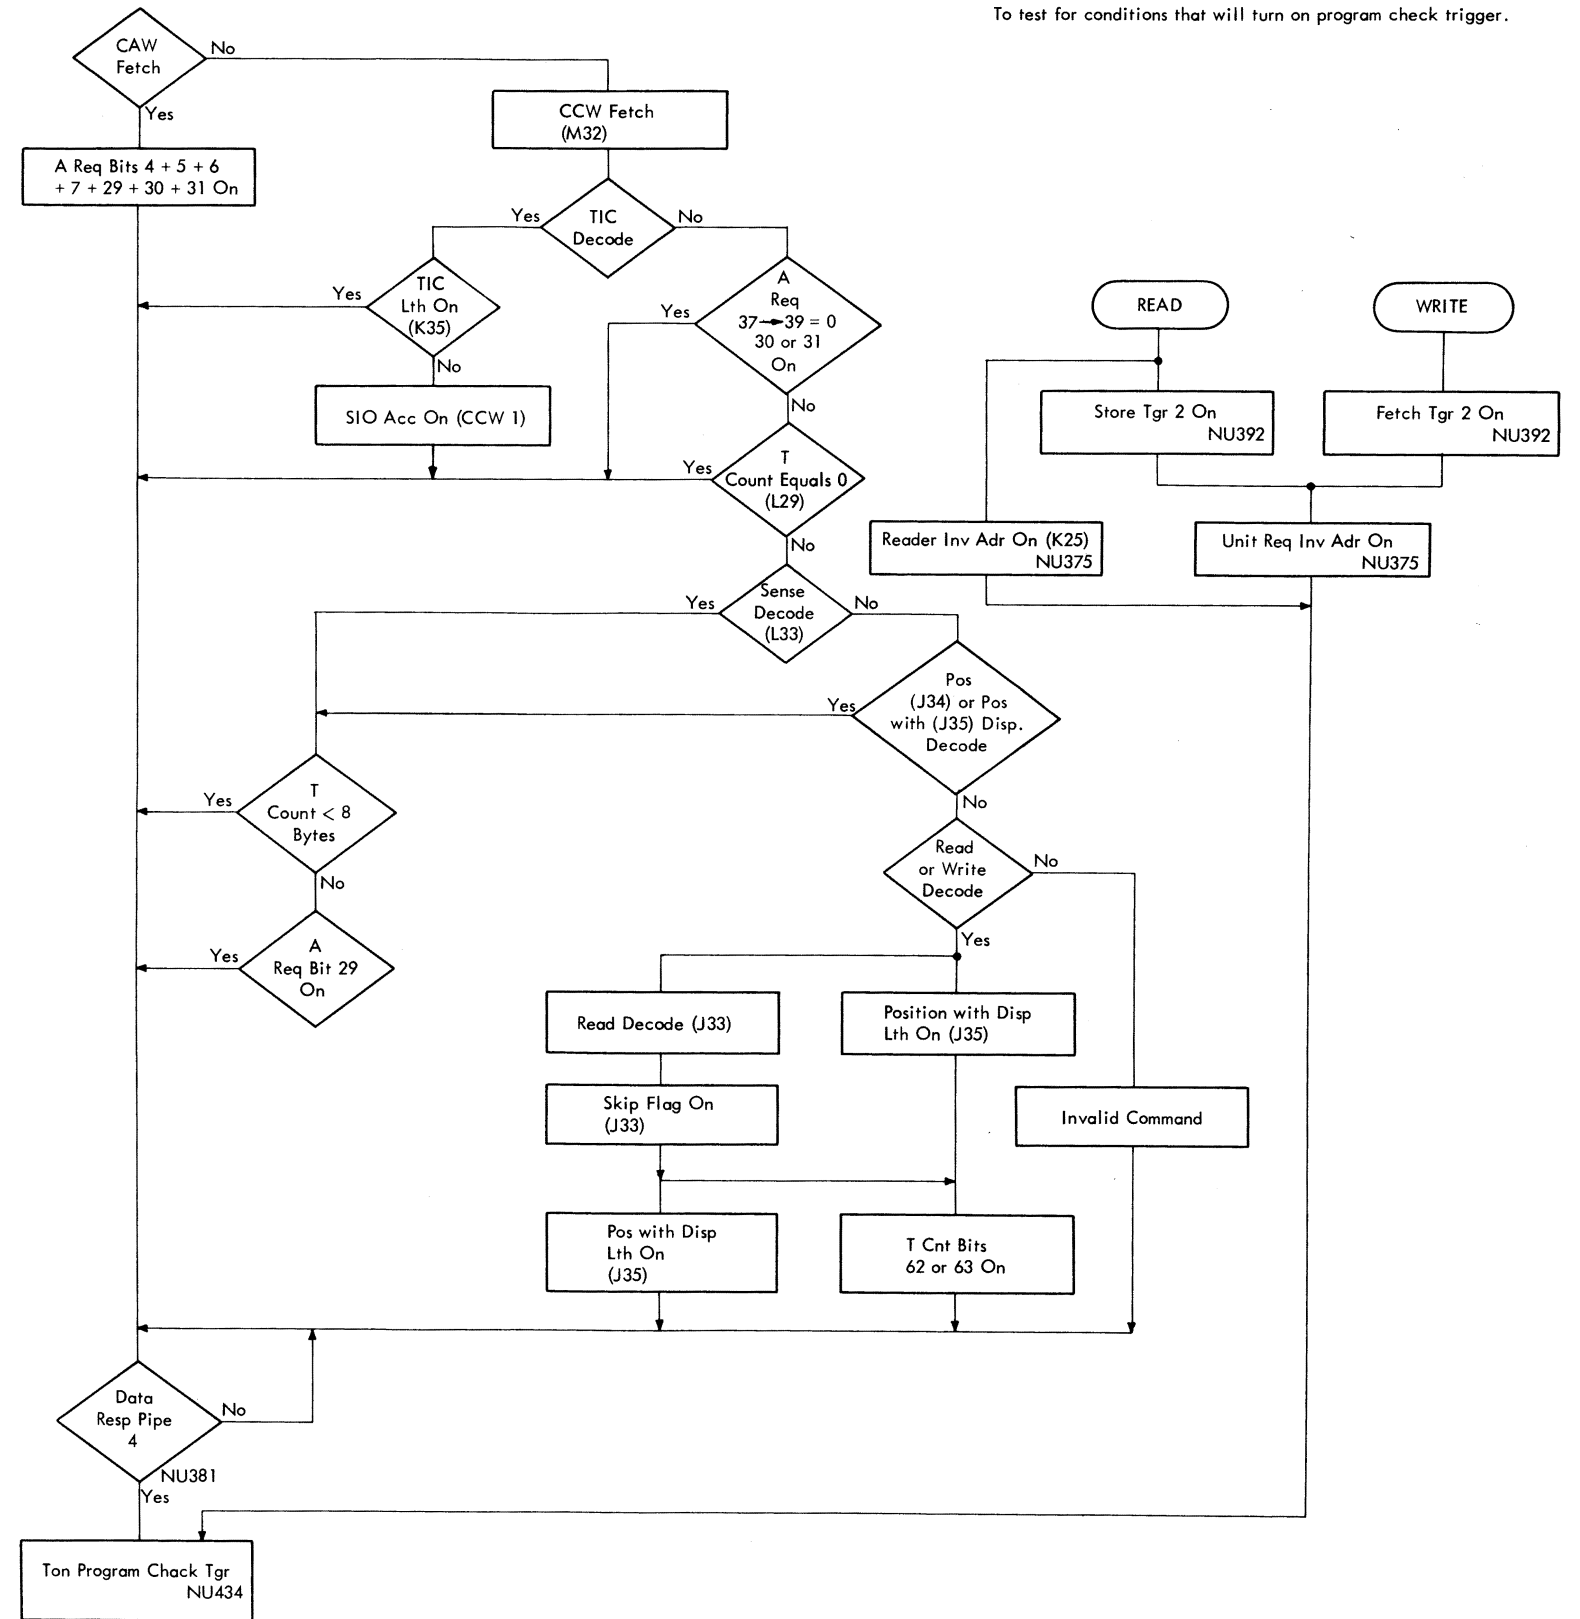 To test for conditions that will turn on program check trigger.
CAW
Fetch
No
Yes
CCW Fetch
(M32)
A Req Bits 4 + 5 + 6
+ 7 + 29 + 30 + 31 On
TIC
Decode
Yes
No
TIC
Lth On
(K35)
Yes
No
A
Req
37→39 = 0
30 or 31
On
Yes
No
READ
WRITE
SIO Acc On (CCW 1)
Store Tgr 2 On
NU392
Fetch Tgr 2 On
NU392
T
Count Equals 0
(L29)
Yes
No
Reader Inv Adr On (K25)
NU375
Unit Req Inv Adr On
NU375
Sense
Decode
(L33)
Yes
No
Pos
(J34) or Pos
with (J35) Disp.
Decode
Yes
No
T
Count < 8
Bytes
Yes
No
Read
or Write
Decode
No
Yes
A
Req Bit 29
On
Yes
Read Decode (J33)
Position with Disp
Lth On (J35)
Skip Flag On
(J33)
Invalid Command
Pos with Disp
Lth On
(J35)
T Cnt Bits
62 or 63 On
Data
Resp Pipe
4
No
NU381
Yes
Ton Program Chack Tgr
NU434